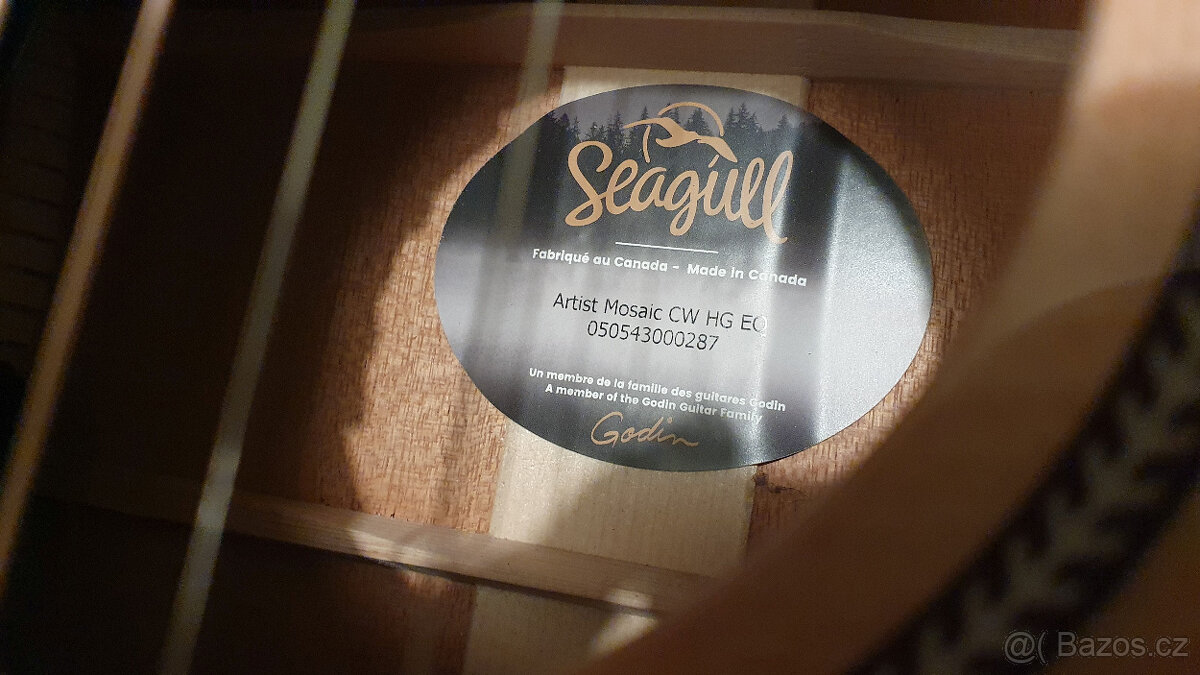 Seagull
Fabriqué au Canada - Made in Canada
Artist Mosaic CW HG EQ
050543000287
Un membre de la famille des guitares Godin
A member of the Godin Guitar Family
Godin
@( Bazos.cz